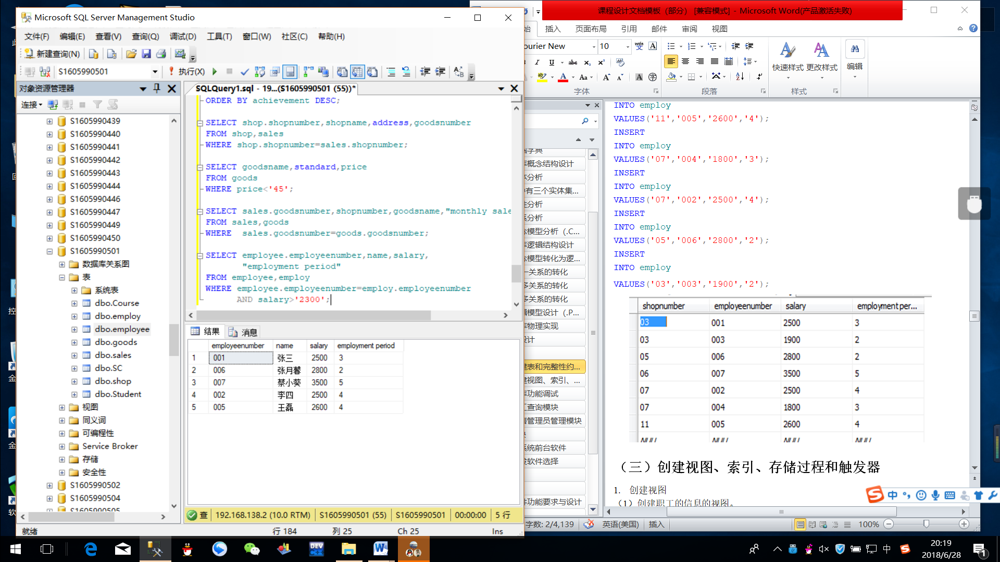 Microsoft SQL Server Management Studio
文件(F) 编辑(E) 查看(V) 查询(Q) 调试(D) 工具(T) 窗口(W) 社区(C) 帮助(H)
新建查询(N)
S1605990501 执行(X)
对象资源管理器
连接
S1605990439
S1605990440
S1605990441
S1605990442
S1605990443
S1605990444
S1605990446
S1605990447
S1605990449
S1605990450
S1605990501
数据库关系图
表
系统表
dbo.Course
dbo.employ
dbo.employee
dbo.goods
dbo.sales
dbo.SC
dbo.shop
dbo.Student
视图
同义词
可编程性
Service Broker
存储
安全性
S1605990502
S1605990504
S1605990505
SQLQuery1.sql - 19...(S1605990501 (55))*
ORDER BY achievement DESC;
SELECT shop.shopnumber,shopname,address,goodsnumber
FROM shop,sales
WHERE shop.shopnumber=sales.shopnumber;
SELECT goodsname,standard,price
FROM goods
WHERE price<'45';
SELECT sales.goodsnumber,shopnumber,goodsname,"monthly sale
FROM sales,goods
WHERE  sales.goodsnumber=goods.goodsnumber;
SELECT employee.employeenumber,name,salary,
"employment period"
FROM employee,employ
WHERE employee.employeenumber=employ.employeenumber
AND salary>'2300';
结果 消息
employeenumber name salary employment period
1 001 张三 2500 3
2 006 张月馨 2800 2
3 007 蔡小葵 3500 5
4 002 李四 2500 4
5 005 王磊 2600 4
查 192.168.138.2 (10.0 RTM) S1605990501 (55) S1605990501 00:00:00 5 行
就绪 行 184 列 25 Ch 25 Ins
课程设计文档模板（部分） [兼容模式] - Microsoft Word(产品激活失败)
始 插入 页面布局 引用 邮件 审阅 视图
ourier New 10
快速样式 更改样式 编辑
字体 段落 样式
字典
概念结构设计
分析
中有三个实体集...
分析
分析
模型分析（.C...
逻辑结构设计
模型转化为逻...
一关系的转化
多关系的转化
多关系的转化
模型设计（.P...
物理实现
设计
建表和完整性约...
建视图、索引、...
功能调试
查询模块
管理员管理模块
系统前台软件
软件选择
功能要求与设计
INTO employ
VALUES('11','005','2600','4');
INSERT
INTO employ
VALUES('07','004','1800','3');
INSERT
INTO employ
VALUES('07','002','2500','4');
INSERT
INTO employ
VALUES('05','006','2800','2');
INSERT
INTO employ
VALUES('03','003','1900','2');
shopnumber employeenumber salary employment per...
03 001 2500 3
03 003 1900 2
05 006 2800 2
06 007 3500 5
07 002 2500 4
07 004 1800 3
11 005 2600 4
NULL NULL NULL NULL
（三）创建视图、索引、存储过程和触发器
1. 创建视图
（1）创建职工的信息的视图。
中
字数: 2/4,139 英语(美国) 插入 100%
DEV
中
20:19
2018/6/28
1